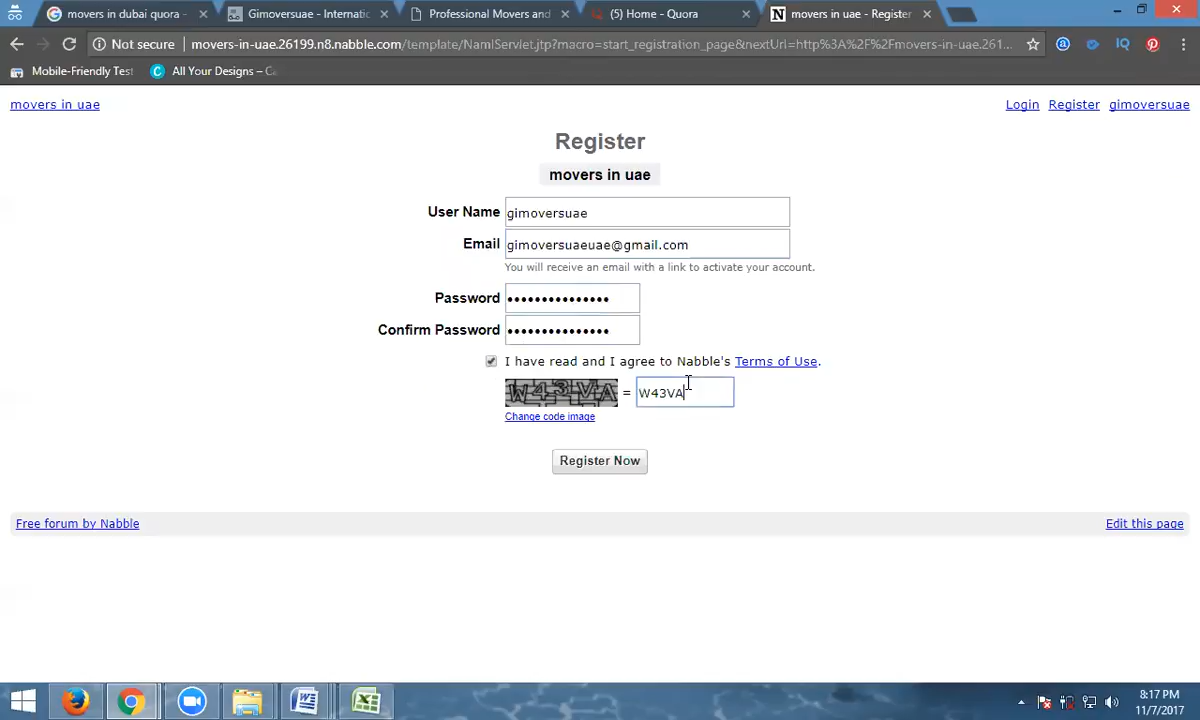 movers in dubai quora -
Gimoversuae - Internatic
Professional Movers and
(5) Home - Quora
movers in uae - Register
Not secure
movers-in-uae.26199.n8.nabble.com/template/NamlServlet.jtp?macro=start_registration_page&nextUrl=http%3A%2F%2Fmovers-in-uae.261...
IQ
Mobile-Friendly Test
All Your Designs – Ca
movers in uae
Login Register gimoversuae
Register
movers in uae
User Name gimoversuae
Email gimoversuaeuae@gmail.com
You will receive an email with a link to activate your account.
Password •••••••••••••••
Confirm Password •••••••••••••••
I have read and I agree to Nabble's Terms of Use.
W43VA = W43VA
Change code image
Register Now
Free forum by Nabble
Edit this page
8:17 PM
11/7/2017